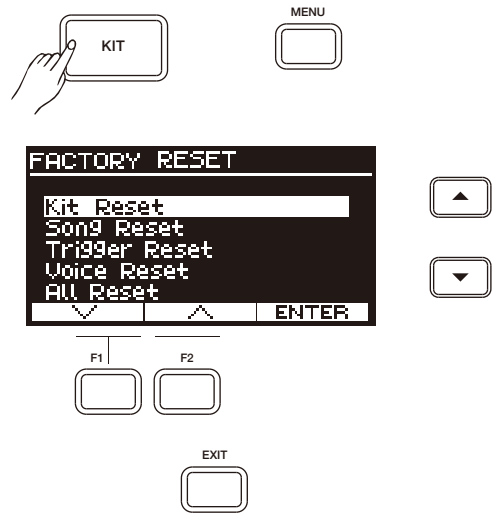 MENU
KIT
FACTORY RESET
Kit Reset
Song Reset
Trigger Reset
Voice Reset
All Reset
ENTER
F1 F2
EXIT